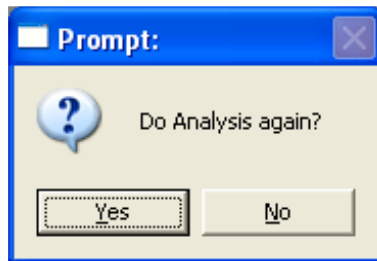 Prompt:
Do Analysis again?
Yes No